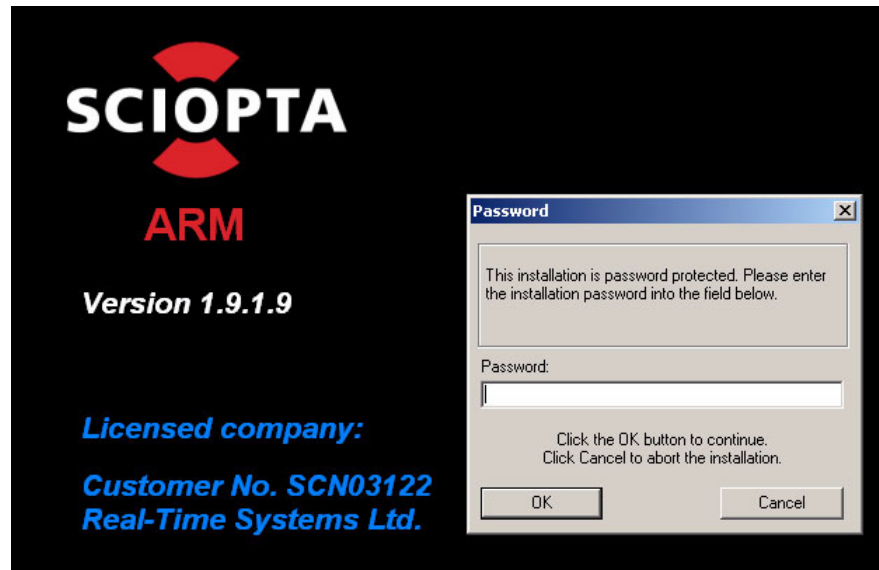 SCIOPTA
ARM
Version 1.9.1.9
Licensed company:
Customer No. SCN03122
Real-Time Systems Ltd.
Password
This installation is password protected. Please enter
the installation password into the field below.
Password:
Click the OK button to continue.
Click Cancel to abort the installation.
OK
Cancel